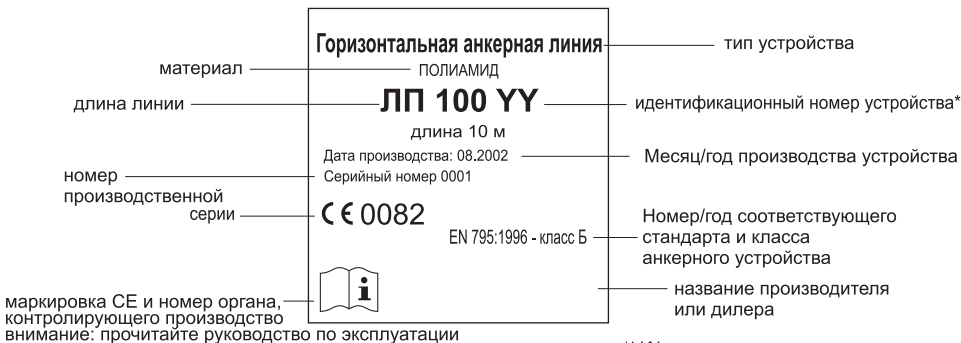 Горизонтальная анкерная линия
тип устройства
материал
ПОЛИАМИД
длина линии
ЛП 100 YY
идентификационный номер устройства*
длина 10 м
Дата производства: 08.2002
Месяц/год производства устройства
номер
производственной
серии
Серийный номер 0001
CE 0082
EN 795:1996 - класс Б
Номер/год соответствующего
стандарта и класса
анкерного устройства
i
название производителя
или дилера
маркировка CE и номер органа,
контролирующего производство
внимание: прочитайте руководство по эксплуатации